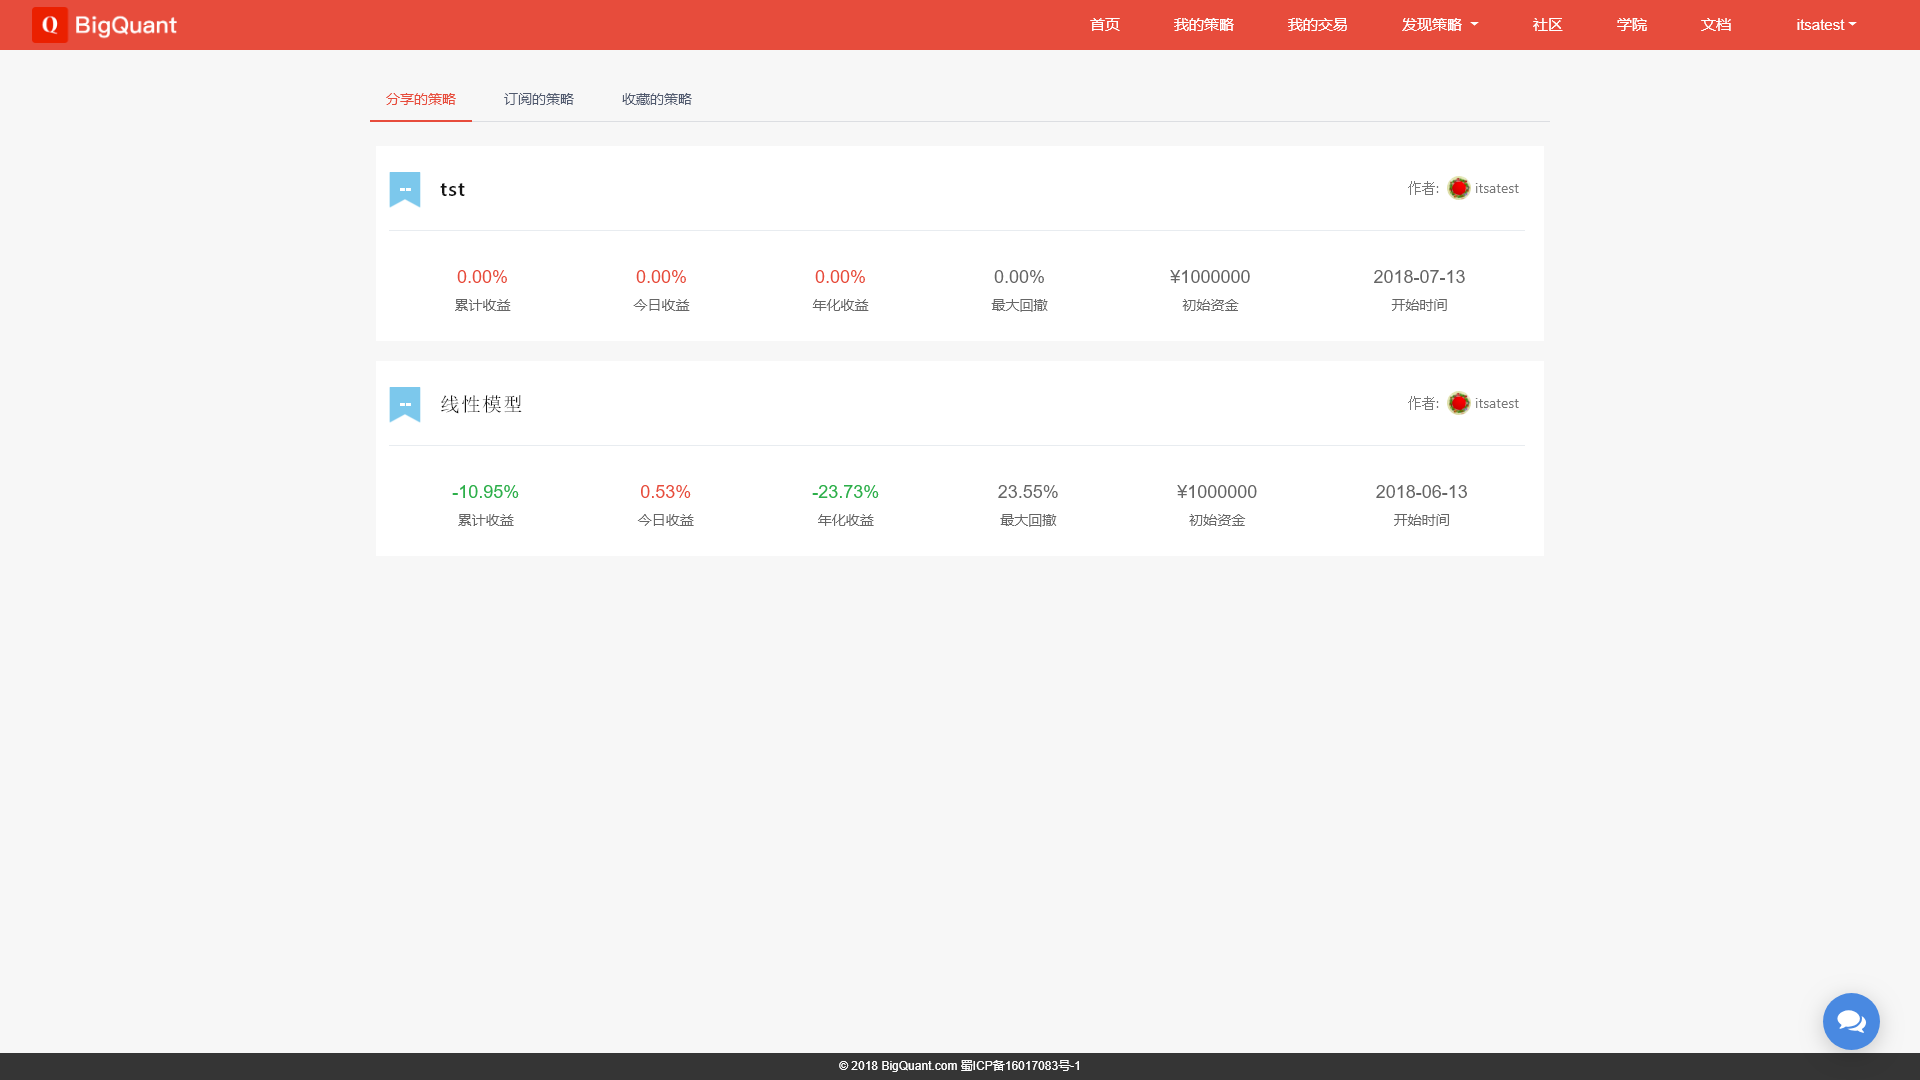 Q BigQuant 首页 我的策略 我的交易 发现策略 社区 学院 文档 itsatest
分享的策略 订阅的策略 收藏的策略
-- tst 作者: itsatest
0.00% 0.00% 0.00% 0.00% ¥1000000 2018-07-13
累计收益 今日收益 年化收益 最大回撤 初始资金 开始时间
-- 线性模型 作者: itsatest
-10.95% 0.53% -23.73% 23.55% ¥1000000 2018-06-13
累计收益 今日收益 年化收益 最大回撤 初始资金 开始时间
© 2018 BigQuant.com 蜀ICP备16017083号-1